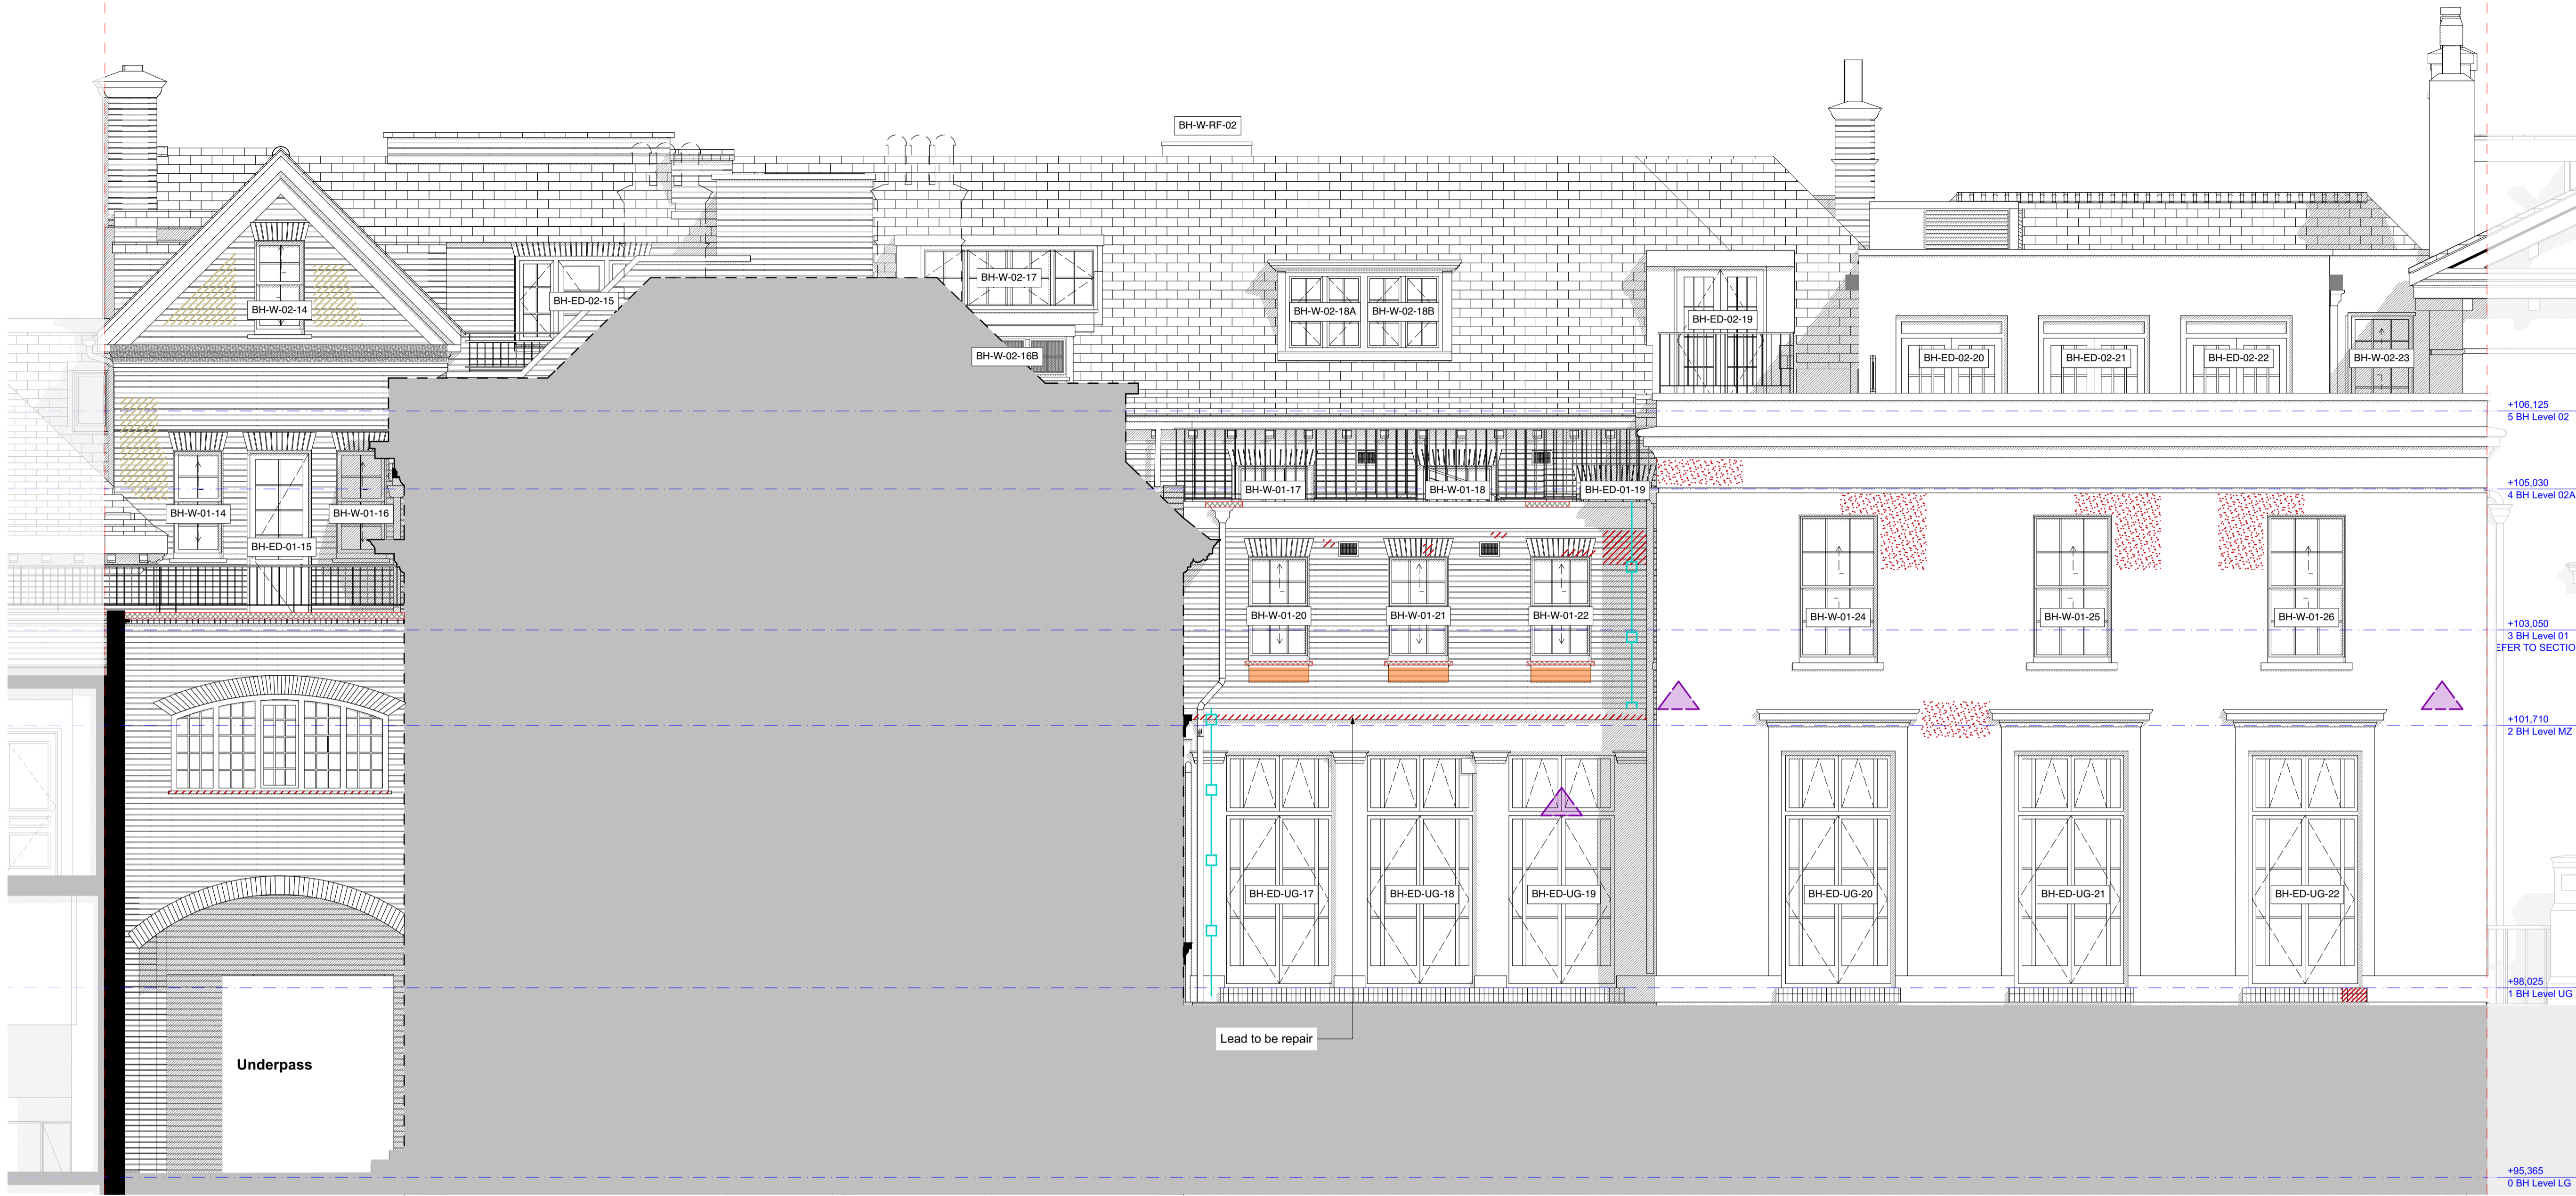 BH-W-RF-02
BH-W-02-14
BH-ED-02-15
BH-W-02-17
BH-W-02-16B
BH-W-02-18A
BH-W-02-18B
BH-ED-02-19
BH-ED-02-20
BH-ED-02-21
BH-ED-02-22
BH-W-02-23
+106,125
5 BH Level 02
BH-W-01-14
BH-ED-01-15
BH-W-01-16
BH-W-01-17
BH-W-01-18
BH-ED-01-19
+105,030
4 BH Level 02A
BH-W-01-20
BH-W-01-21
BH-W-01-22
BH-W-01-24
BH-W-01-25
BH-W-01-26
+103,050
3 BH Level 01
EFER TO SECTIO
+101,710
2 BH Level MZ
BH-ED-UG-17
BH-ED-UG-18
BH-ED-UG-19
BH-ED-UG-20
BH-ED-UG-21
BH-ED-UG-22
+98,025
1 BH Level UG
Lead to be repair
Underpass
+95,365
0 BH Level LG